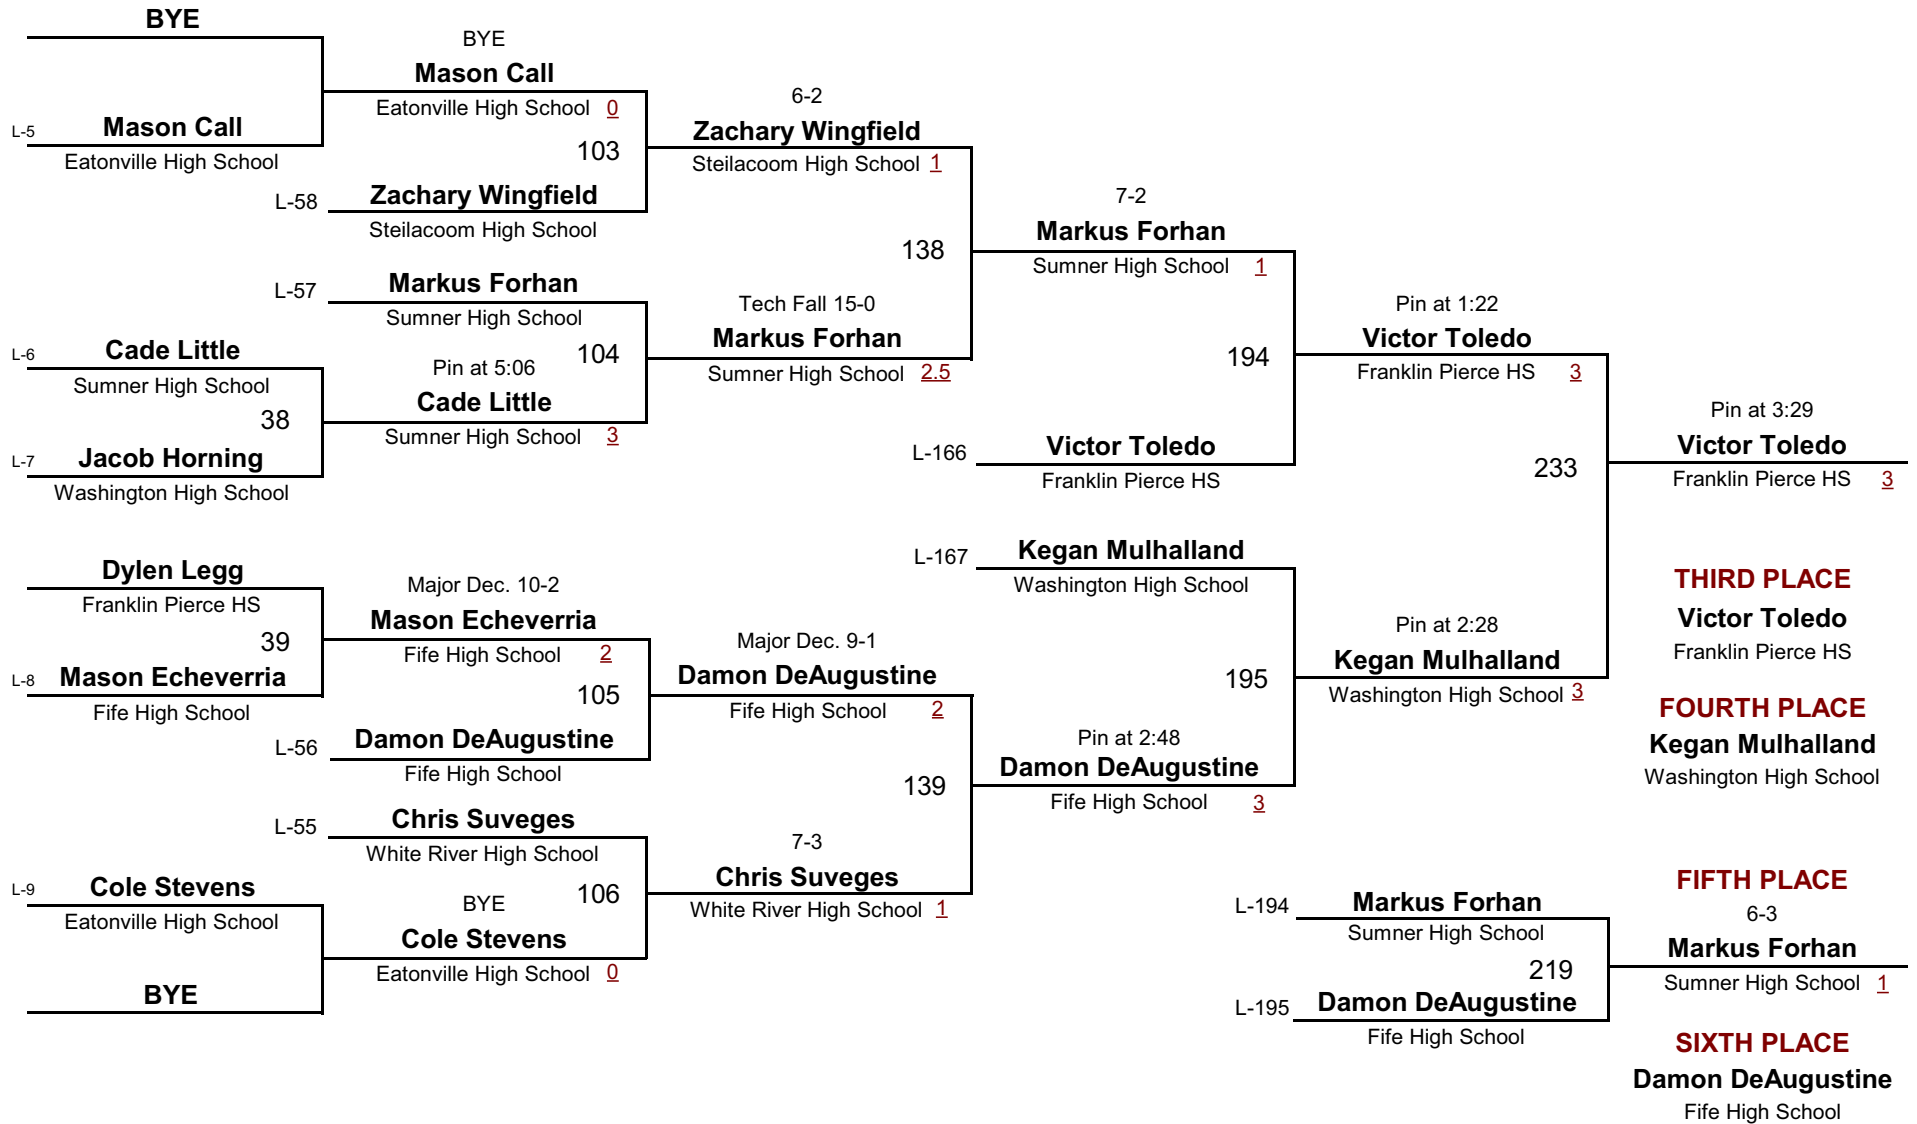 BYE
L-5
Mason Call
Eatonville High School
BYE
Mason Call
Eatonville High School 0
103
L-58
Zachary Wingfield
Steilacoom High School
6-2
Zachary Wingfield
Steilacoom High School 1
L-57
Markus Forhan
Sumner High School
L-6
Cade Little
Sumner High School
38
L-7
Jacob Horning
Washington High School
Pin at 5:06
Cade Little
Sumner High School 3
104
Tech Fall 15-0
Markus Forhan
Sumner High School 2.5
138
7-2
Markus Forhan
Sumner High School 1
194
L-166
Victor Toledo
Franklin Pierce HS
Pin at 1:22
Victor Toledo
Franklin Pierce HS 3
233
Pin at 3:29
Victor Toledo
Franklin Pierce HS 3
Dylen Legg
Franklin Pierce HS
39
L-8
Mason Echeverria
Fife High School
Major Dec. 10-2
Mason Echeverria
Fife High School 2
105
L-56
Damon DeAugustine
Fife High School
Major Dec. 9-1
Damon DeAugustine
Fife High School 2
L-55
Chris Suveges
White River High School
106
L-9
Cole Stevens
Eatonville High School
BYE
BYE
Cole Stevens
Eatonville High School 0
7-3
Chris Suveges
White River High School 1
139
L-167
Kegan Mulhalland
Washington High School
195
Pin at 2:48
Damon DeAugustine
Fife High School 3
Pin at 2:28
Kegan Mulhalland
Washington High School 3
THIRD PLACE
Victor Toledo
Franklin Pierce HS
FOURTH PLACE
Kegan Mulhalland
Washington High School
L-194
Markus Forhan
Sumner High School
219
L-195
Damon DeAugustine
Fife High School
FIFTH PLACE
6-3
Markus Forhan
Sumner High School 1
SIXTH PLACE
Damon DeAugustine
Fife High School